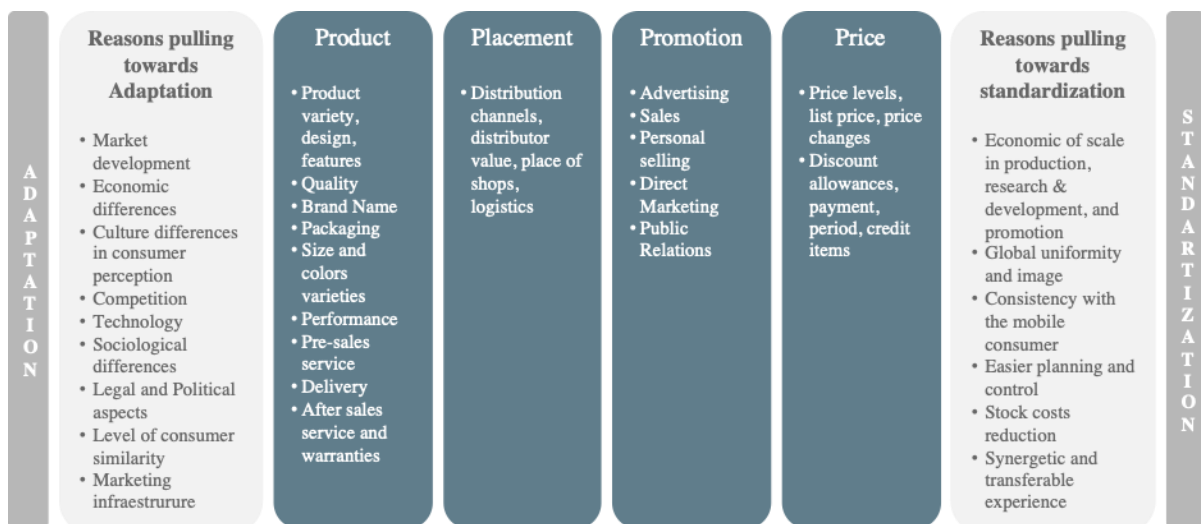 ADAPTATION
Reasons pulling
towards
Adaptation
• Market
development
• Economic
differences
• Culture differences
in consumer
perception
• Competition
• Technology
• Sociological
differences
• Legal and Political
aspects
• Level of consumer
similarity
• Marketing
infraestrurure
Product
• Product
variety,
design,
features
• Quality
• Brand Name
• Packaging
• Size and
colors
varieties
• Performance
• Pre-sales
service
• Delivery
• After sales
service and
warranties
Placement
• Distribution
channels,
distributor
value, place of
shops,
logistics
Promotion
• Advertising
• Sales
• Personal
selling
• Direct
Marketing
• Public
Relations
Price
• Price levels,
list price, price
changes
• Discount
allowances,
payment,
period, credit
items
Reasons pulling
towards
standardization
• Economic of scale
in production,
research &
development, and
promotion
• Global uniformity
and image
• Consistency with
the mobile
consumer
• Easier planning and
control
• Stock costs
reduction
• Synergetic and
transferable
experience
STANDARTIZATION